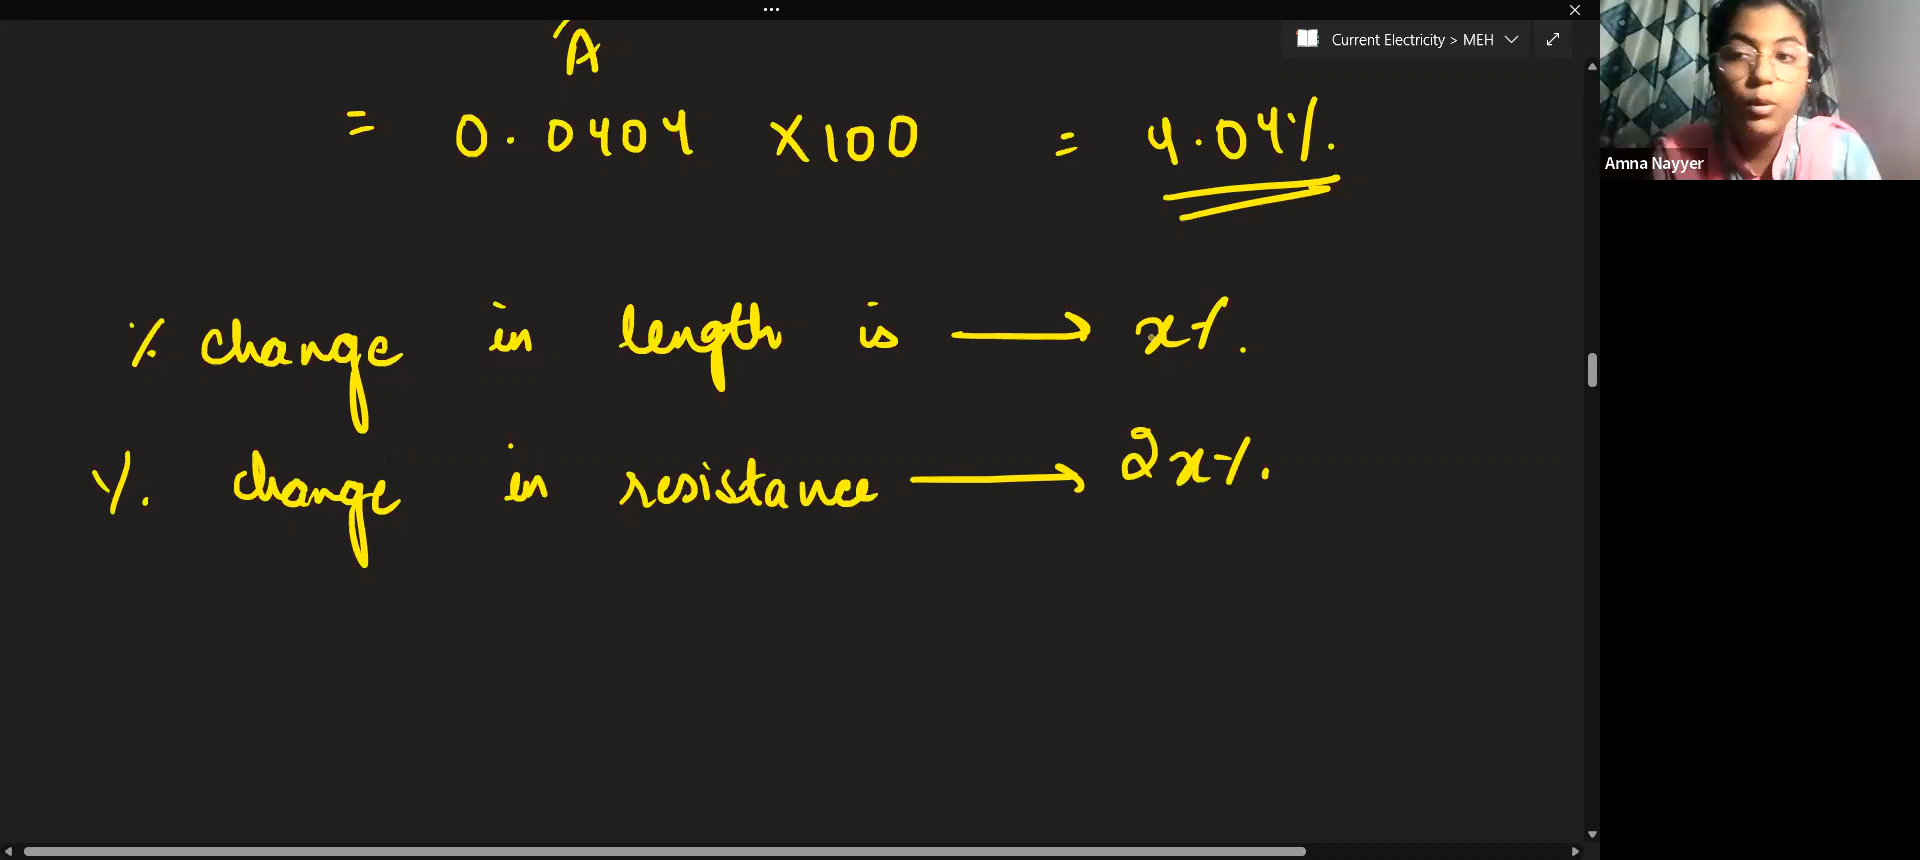 Current Electricity > MEH
A
= 0.0404 X100 = 4.04%.
Amna Nayyer
% change in length is → x%.
%. change in resistance → 2x%.